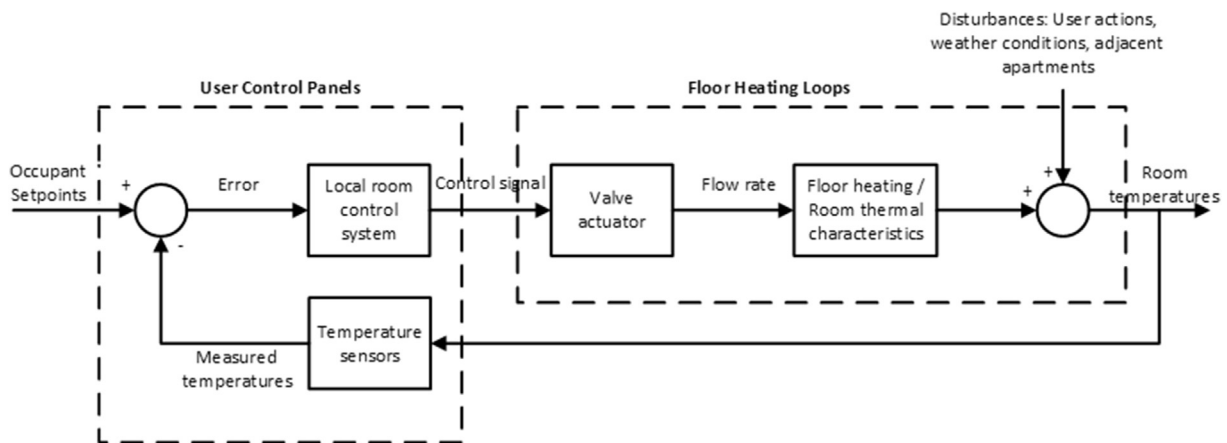 Disturbances: User actions,
weather conditions, adjacent
apartments
User Control Panels
Floor Heating Loops
Occupant
Setpoints
+
Error
Local room
control
system
Control signal
Valve
actuator
Flow rate
Floor heating /
Room thermal
characteristics
+
+
Room
temperatures
-
Temperature
sensors
Measured
temperatures